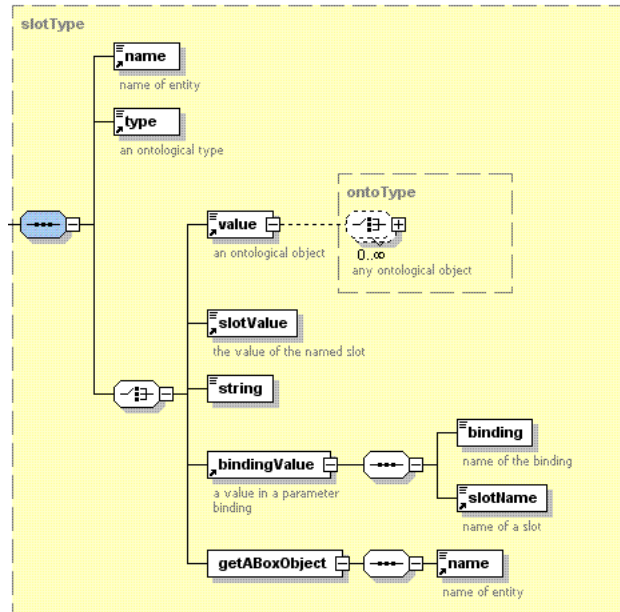 slotType
name
name of entity
type
an ontological type
ontoType
value
an ontological object
0..∞
any ontological object
slotValue
the value of the named slot
string
binding
name of the binding
bindingValue
a value in a parameter
binding
slotName
name of a slot
getABoxObject
name
name of entity